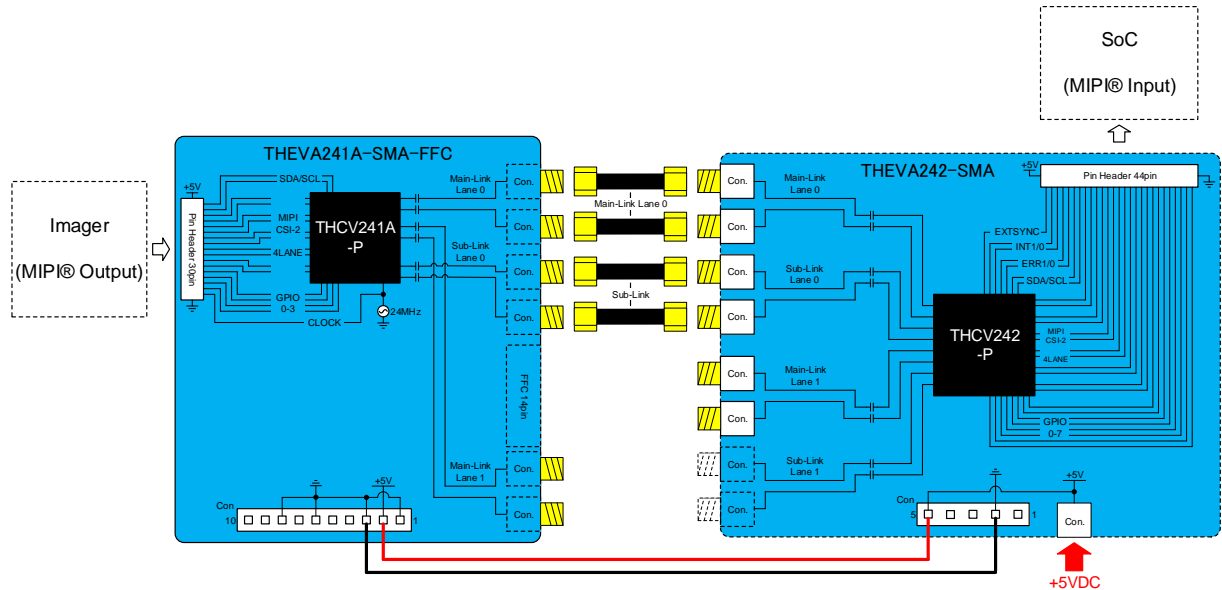 SoC
(MIPI® Input)
THEVA241A-SMA-FFC
THEVA242-SMA
Imager
(MIPI® Output)
+5V
Pin Header 30pin
SDA/SCL
MIPI
CSI-2
4LANE
GPIO
0-3
CLOCK
THCV241A
-P
24MHz
Main-Link
Lane 0
Sub-Link
Lane 0
Main-Link
Lane 1
Con.
Con.
Con.
Con.
FFC 14pin
Con.
Con.
Con
10
1
+5V
Main-Link Lane 0
Sub-Link
Con.
Con.
Con.
Con.
Con.
Con.
Con.
Con.
Main-Link
Lane 0
Sub-Link
Lane 0
Main-Link
Lane 1
Sub-Link
Lane 1
THCV242
-P
+5V
Pin Header 44pin
EXTSYNC
INT1/0
ERR1/0
SDA/SCL
MIPI
CSI-2
4LANE
GPIO
0-7
Con
5
1
+5V
Con.
+5VDC